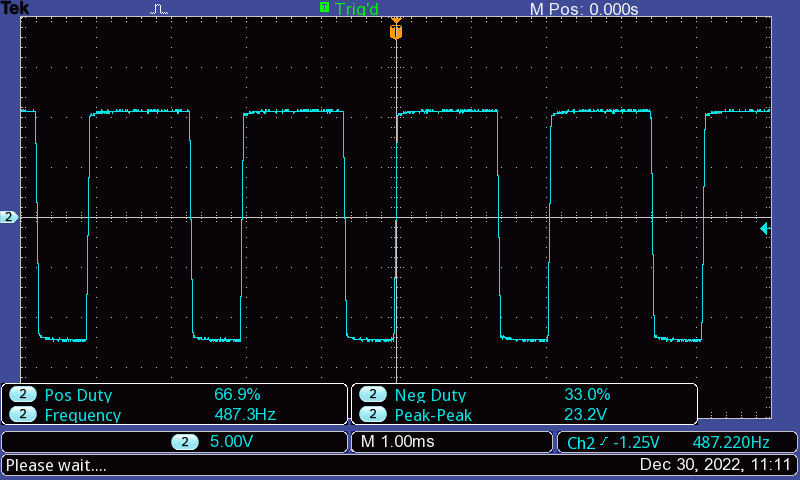 Tek T Trig'd M Pos: 0.000s
T
2
2 Pos Duty 66.9% 2 Neg Duty 33.0%
2 Frequency 487.3Hz 2 Peak-Peak 23.2V
2 5.00V M 1.00ms Ch2 -1.25V 487.220Hz
Please wait.... Dec 30, 2022, 11:11